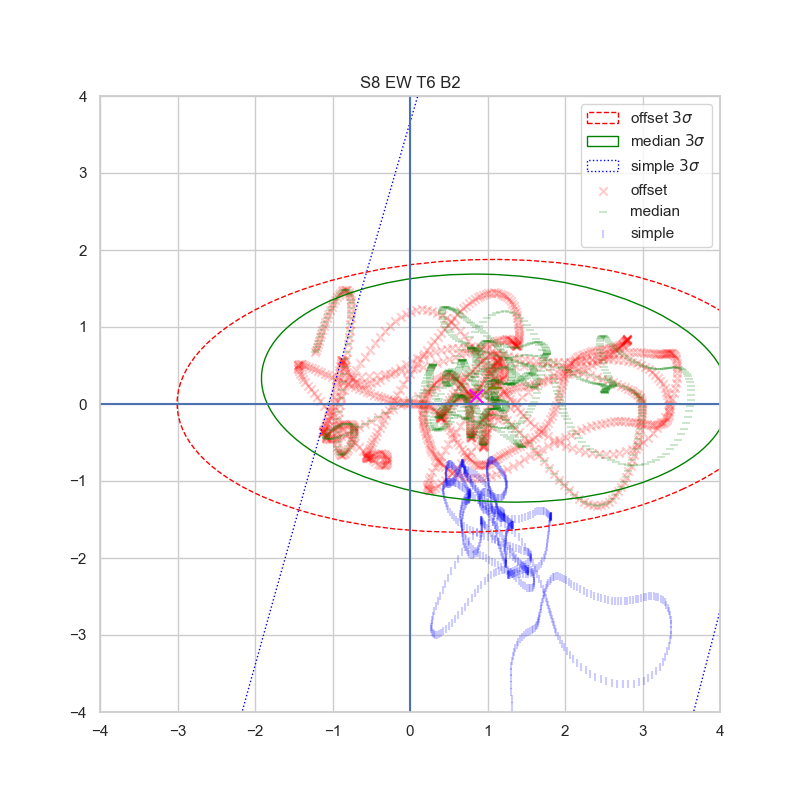 S8 EW T6 B2
offset 3σ
median 3σ
simple 3σ
offset
median
simple
4
3
2
1
0
−1
−2
−3
−4
−4 −3 −2 −1 0 1 2 3 4